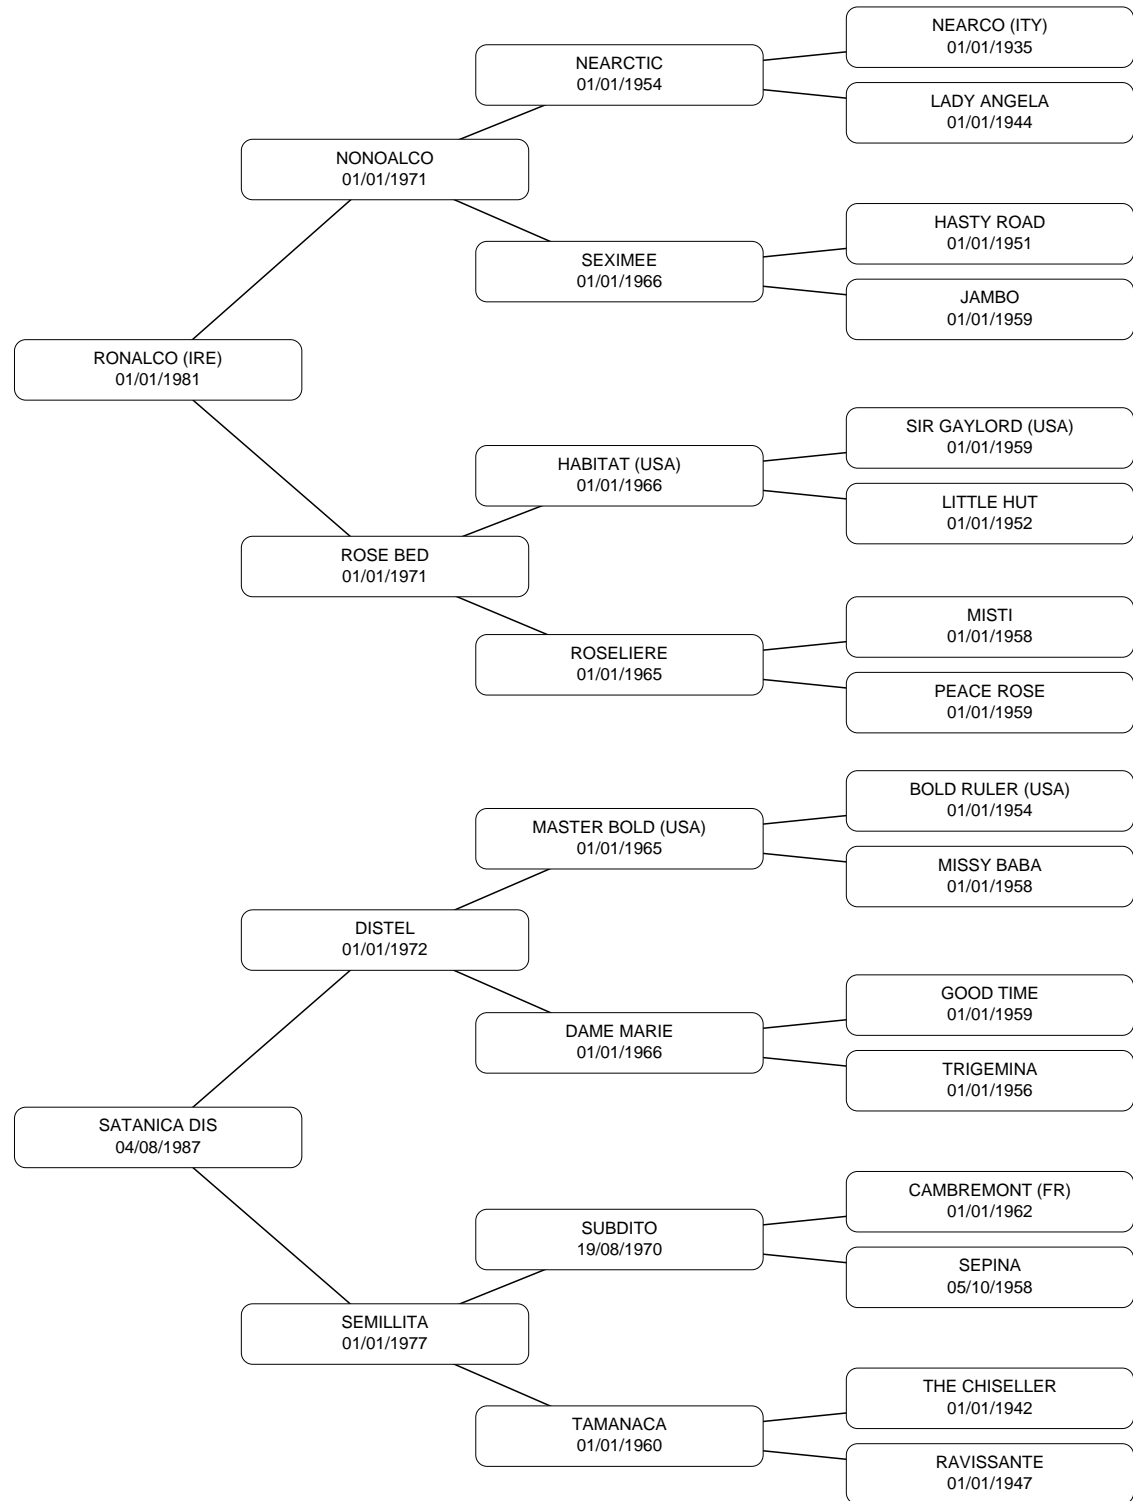 NEARCO (ITY)
01/01/1935
NEARCTIC
01/01/1954
LADY ANGELA
01/01/1944
NONOALCO
01/01/1971
HASTY ROAD
01/01/1951
SEXIMEE
01/01/1966
JAMBO
01/01/1959
RONALCO (IRE)
01/01/1981
SIR GAYLORD (USA)
01/01/1959
HABITAT (USA)
01/01/1966
LITTLE HUT
01/01/1952
ROSE BED
01/01/1971
MISTI
01/01/1958
ROSELIERE
01/01/1965
PEACE ROSE
01/01/1959
BOLD RULER (USA)
01/01/1954
MASTER BOLD (USA)
01/01/1965
MISSY BABA
01/01/1958
DISTEL
01/01/1972
GOOD TIME
01/01/1959
DAME MARIE
01/01/1966
TRIGEMINA
01/01/1956
SATANICA DIS
04/08/1987
CAMBREMONT (FR)
01/01/1962
SUBDITO
19/08/1970
SEPINA
05/10/1958
SEMILLITA
01/01/1977
THE CHISELLER
01/01/1942
TAMANACA
01/01/1960
RAVISSANTE
01/01/1947